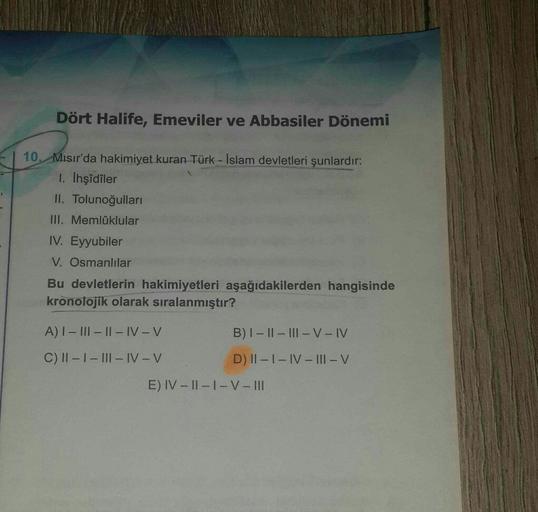 Dört Halife, Emeviler ve Abbasiler Dönemi
10. Mısır'da hakimiyet kuran Türk - İslam devletleri şunlardır:
I. İhşîdîler
II. Tolunoğulları
III. Memlûklular
IV. Eyyubiler
V. Osmanlılar
Bu devletlerin hakimiyetleri aşağıdakilerden hangisinde
kronolojik olarak sıralanmıştır?
A) I – III – II – IV – V B) I – II – III – V – IV
C) II – I – III – IV – V D) II – I – IV – III – V
E) IV – II – I – V – III